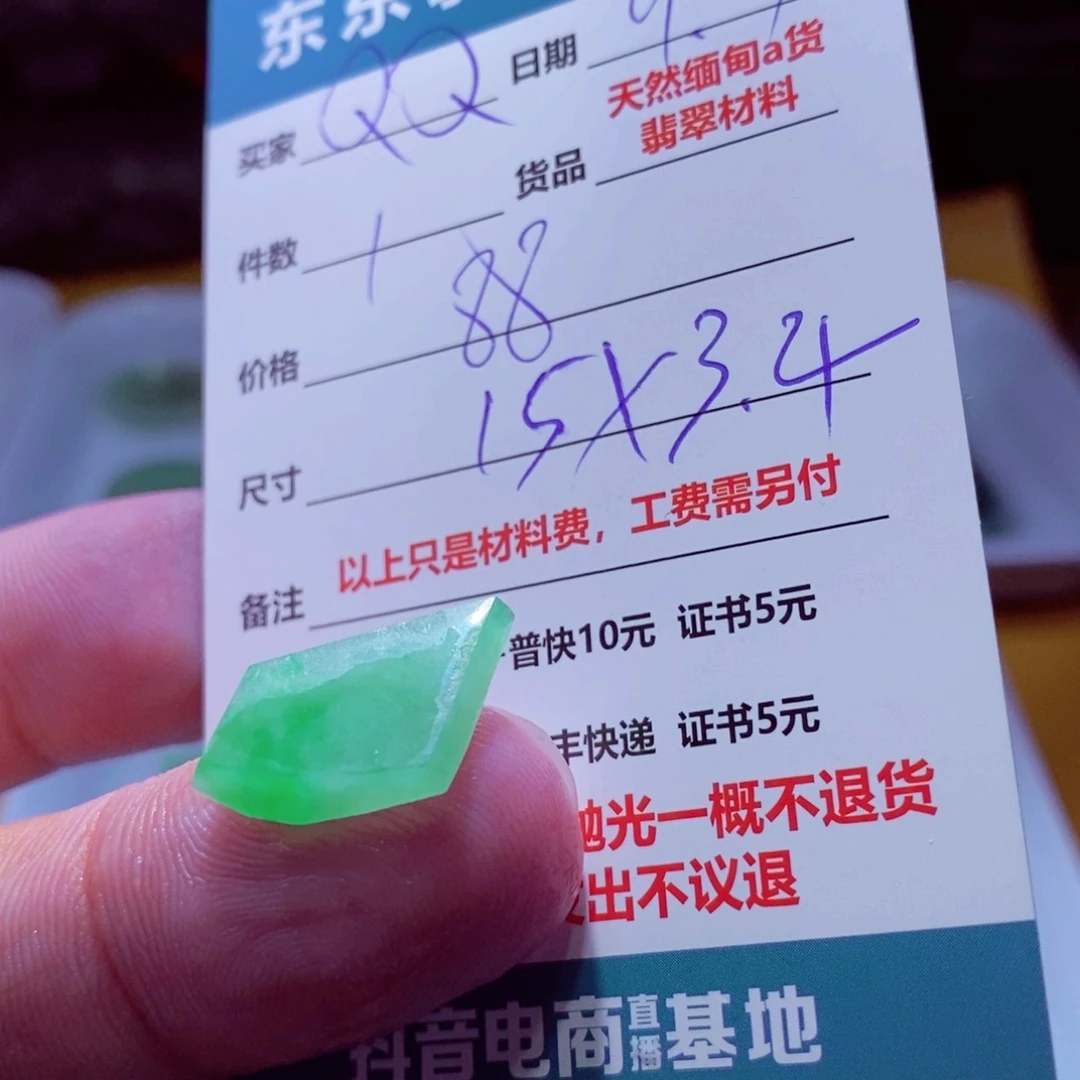 东东
买家 QQ 日期
天然缅甸a货
翡翠材料
件数 1 货品
价格 88
尺寸 15X3.4
以上只是材料费，工费需另付
备注
普快10元 证书5元
丰快递 证书5元
抛光一概不退货
出不议退
抖音电商直播基地